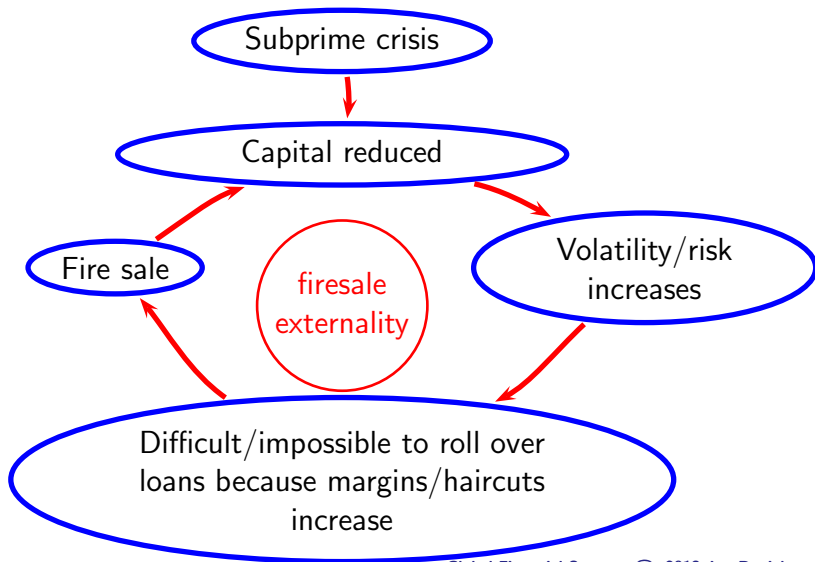 Subprime crisis
Capital reduced
Volatility/risk
increases
Fire sale
firesale
externality
Difficult/impossible to roll over
loans because margins/haircuts
increase